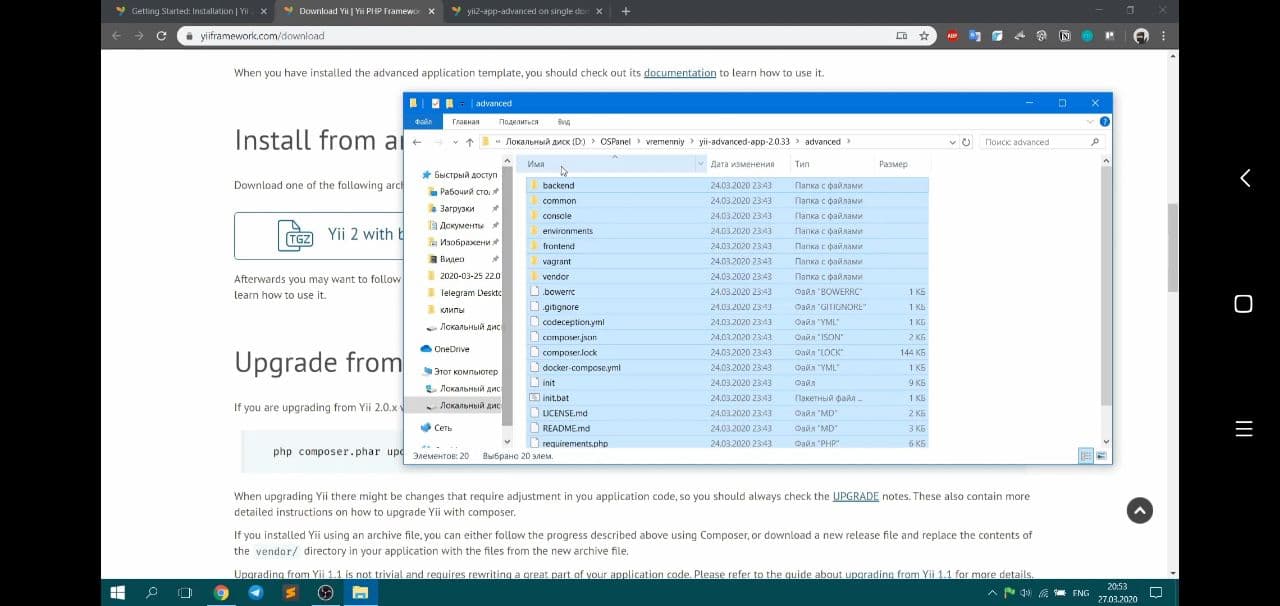 Getting Started: Installation | Yii
Download Yii | Yii PHP Framewo
yii2-app-advanced on single do
yiiframework.com/download
When you have installed the advanced application template, you should check out its documentation to learn how to use it.
Install from a
Download one of the following arc
TGZ
Yii 2 with b
Afterwards you may want to follow
learn how to use it.
Upgrade from
If you are upgrading from Yii 2.0.x
php composer.phar upd
When upgrading Yii there might be changes that require adjustment in you application code, so you should always check the UPGRADE notes. These also contain more
detailed instructions on how to upgrade Yii with composer.
If you installed Yii using an archive file, you can either follow the progress described above using Composer, or download a new release file and replace the contents of
the vendor/ directory in your application with the files from the new archive file.
Upgrading from Yii 1.1 is not trivial and requires rewriting a great part of your application code. Please refer to the guide about upgrading from Yii 1.1 for more details.
advanced
Файл Главная Поделиться Вид
Локальный диск (D:) > OSPanel > vremenniy > yii-advanced-app-2.0.33 > advanced >
Поиск: advanced
Быстрый доступ
Рабочий сто
Загрузки
Документы
Изображени
Видео
2020-03-25 22.0
Telegram Deskto
клипы
Локальный дис
OneDrive
Этот компьютер
Локальный дис
Локальный дис
Сеть
Имя Дата изменения Тип Размер
backend 24.03.2020 23:43 Папка с файлами
common 24.03.2020 23:43 Папка с файлами
console 24.03.2020 23:43 Папка с файлами
environments 24.03.2020 23:43 Папка с файлами
frontend 24.03.2020 23:43 Папка с файлами
vagrant 24.03.2020 23:43 Папка с файлами
vendor 24.03.2020 23:43 Папка с файлами
.bowerrc 24.03.2020 23:43 Файл "BOWERRC" 1 КБ
.gitignore 24.03.2020 23:43 Файл "GITIGNORE" 1 КБ
codeception.yml 24.03.2020 23:43 Файл "YML" 1 КБ
composer.json 24.03.2020 23:43 Файл "JSON" 2 КБ
composer.lock 24.03.2020 23:43 Файл "LOCK" 144 КБ
docker-compose.yml 24.03.2020 23:43 Файл "YML" 1 КБ
init 24.03.2020 23:43 Файл 9 КБ
init.bat 24.03.2020 23:43 Пакетный файл ... 1 КБ
LICENSE.md 24.03.2020 23:43 Файл "MD" 2 КБ
README.md 24.03.2020 23:43 Файл "MD" 3 КБ
requirements.php 24.03.2020 23:43 Файл "PHP" 6 КБ
Элементов: 20 Выбрано 20 элем.
ENG
20:53
27.03.2020